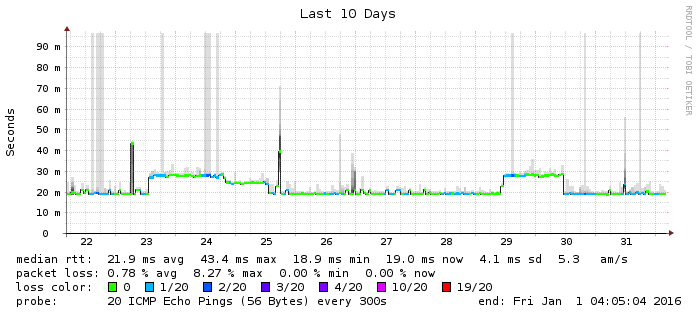 Last 10 Days
RRDTOOL / TOBI OETIKER
Seconds
90 m
80 m
70 m
60 m
50 m
40 m
30 m
20 m
10 m
0
22 23 24 25 26 27 28 29 30 31
median rtt: 21.9 ms avg 43.4 ms max 18.9 ms min 19.0 ms now 4.1 ms sd 5.3 am/s
packet loss: 0.78 % avg 8.27 % max 0.00 % min 0.00 % now
loss color: 0 1/20 2/20 3/20 4/20 10/20 19/20
probe: 20 ICMP Echo Pings (56 Bytes) every 300s end: Fri Jan 1 04:05:04 2016